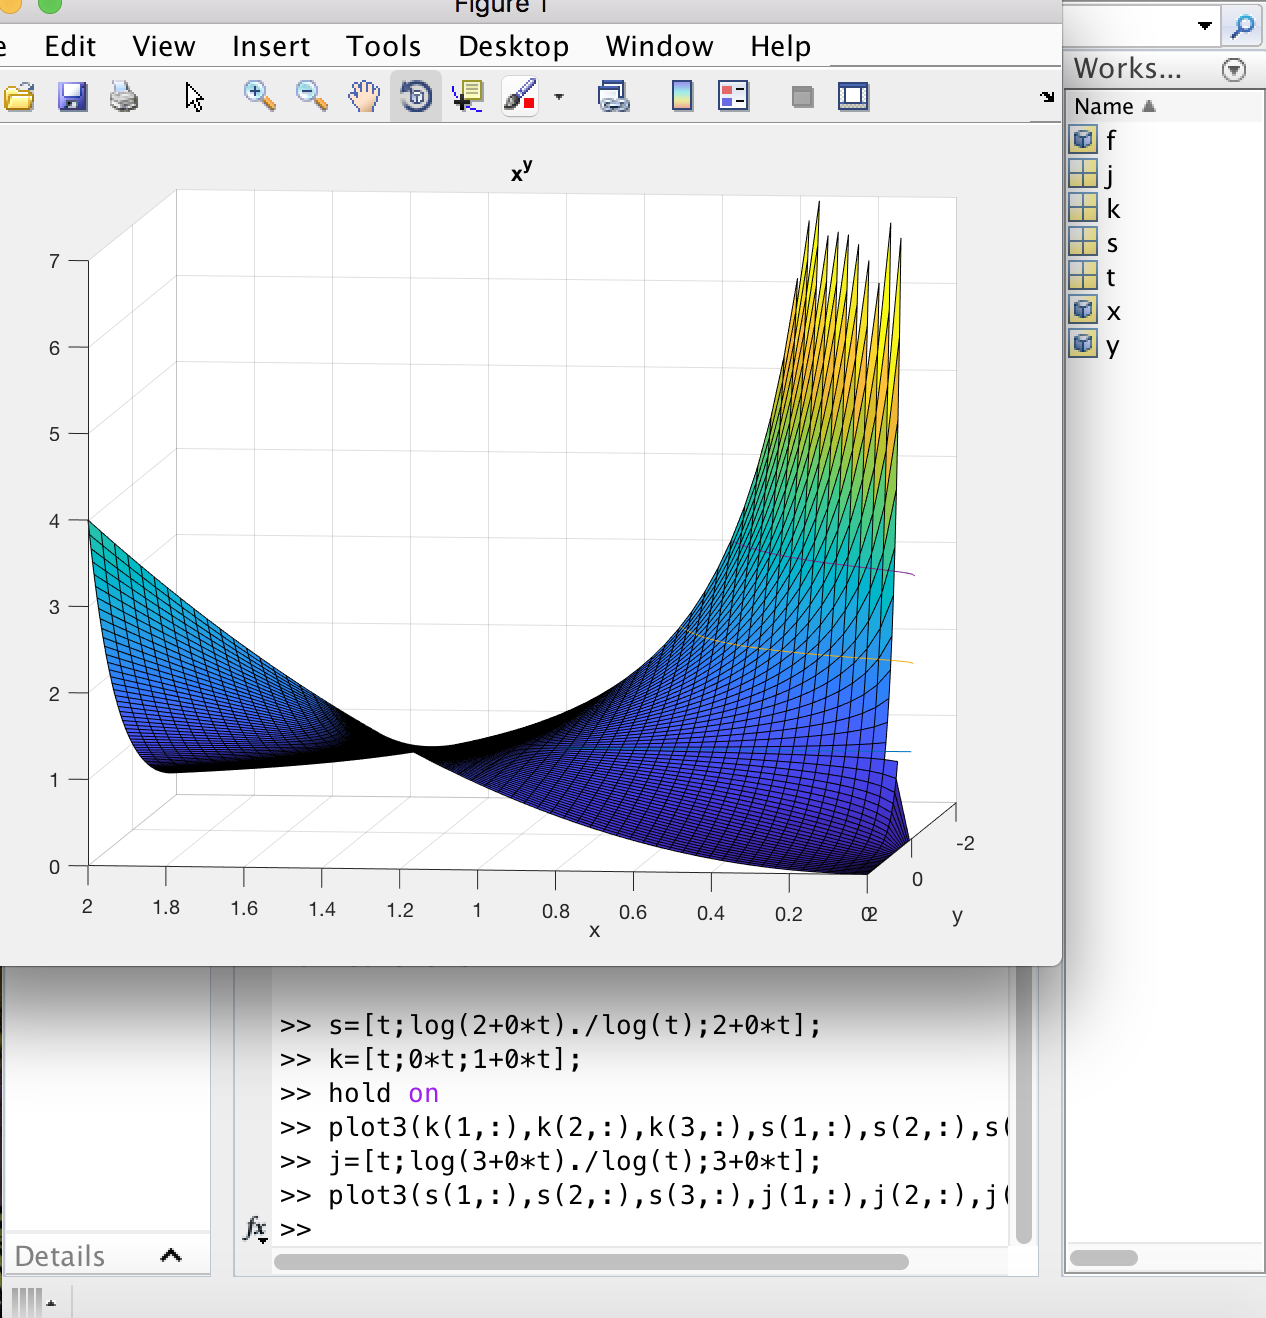 Figure 1
e Edit View Insert Tools Desktop Window Help
Works...
Name
f
j
k
s
t
x
y
x^y
7
6
5
4
3
2
1
0
2 1.8 1.6 1.4 1.2 1 0.8 0.6 0.4 0.2 0
2 0 -2
x
y
>> s=[t;log(2+0*t)./log(t);2+0*t];
>> k=[t;0*t;1+0*t];
>> hold on
>> plot3(k(1,:),k(2,:),k(3,:),s(1,:),s(2,:),s(
>> j=[t;log(3+0*t)./log(t);3+0*t];
>> plot3(s(1,:),s(2,:),s(3,:),j(1,:),j(2,:),j(
fx >>
Details